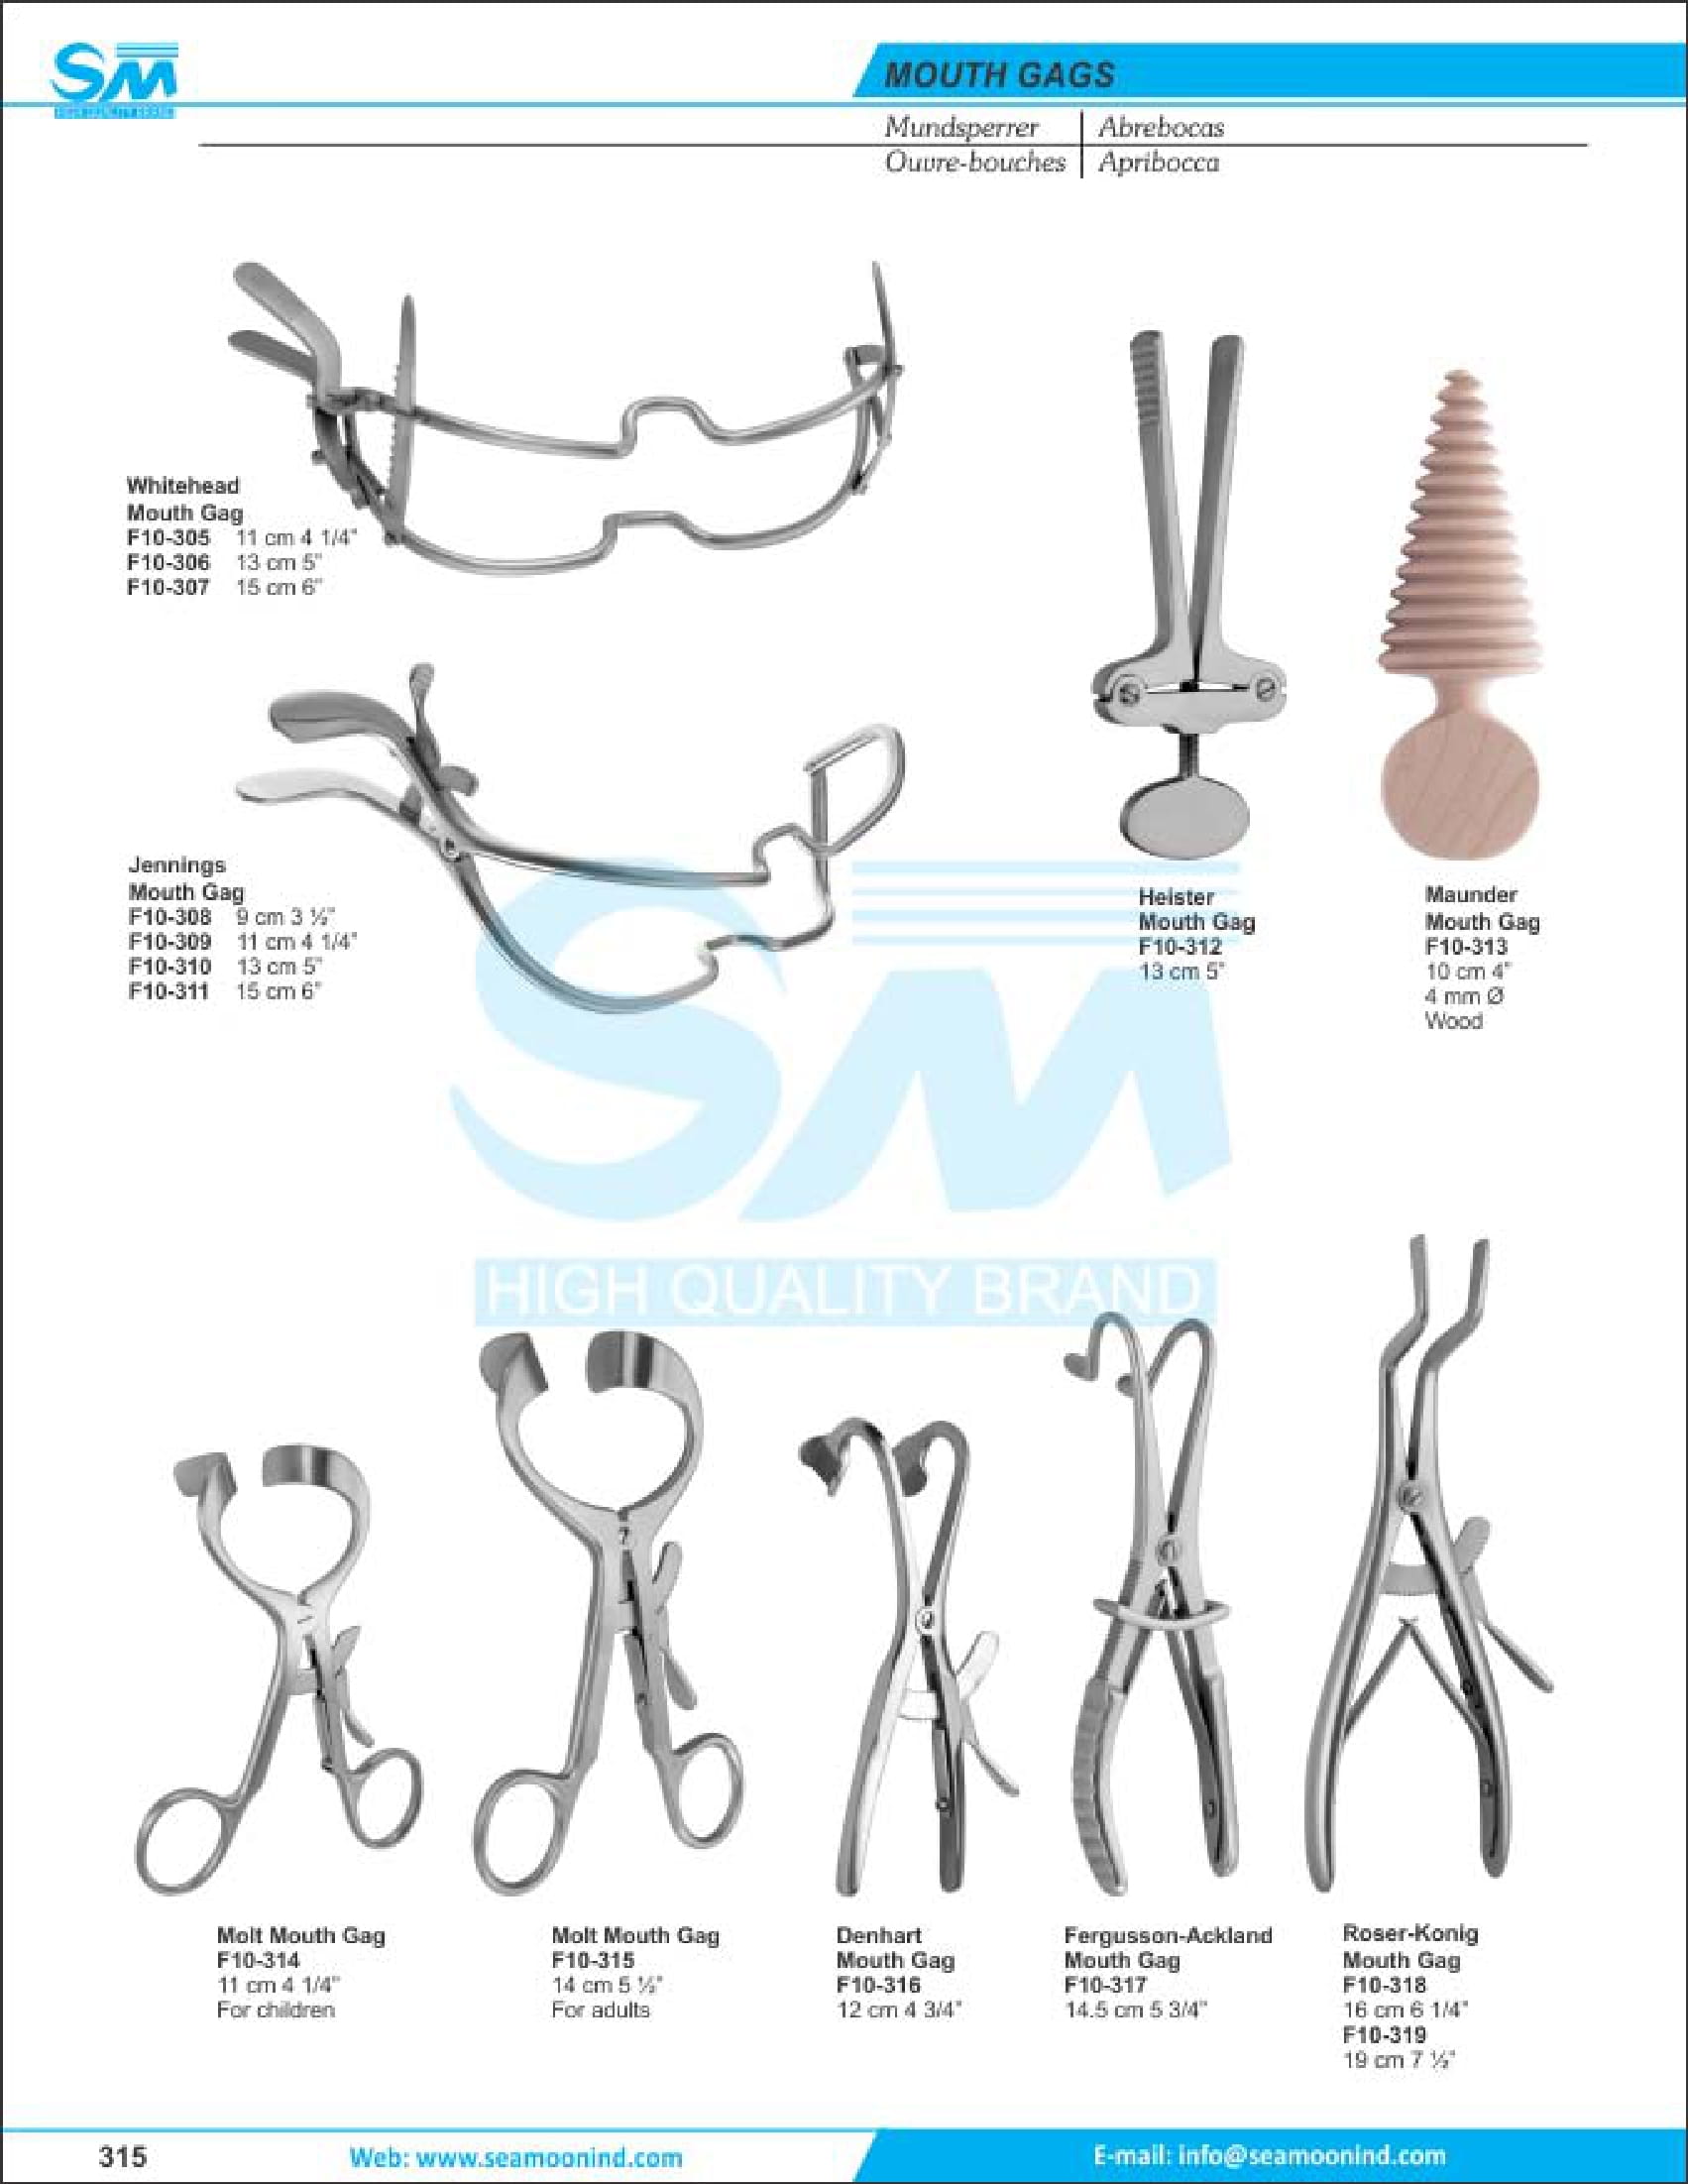 SM
MOUTH GAGS
Mundsperrer
Abrebocas
Ouvre-bouches
Apribocca
Whitehead
Mouth Gag
F10-305 11 cm 4 1/4"
F10-306 13 cm 5"
F10-307 15 cm 6"
Jennings
Mouth Gag
F10-308 9 cm 3 ½"
F10-309 11 cm 4 1/4"
F10-310 13 cm 5"
F10-311 15 cm 6"
Heister
Mouth Gag
F10-312
13 cm 5"
Maunder
Mouth Gag
F10-313
10 cm 4"
4 mm Ø
Wood
SM
HIGH QUALITY BRAND
Molt Mouth Gag
F10-314
11 cm 4 1/4"
For children
Molt Mouth Gag
F10-315
14 cm 5 ½"
For adults
Denhart
Mouth Gag
F10-316
12 cm 4 3/4"
Fergusson-Ackland
Mouth Gag
F10-317
14.5 cm 5 3/4"
Roser-Konig
Mouth Gag
F10-318
16 cm 6 1/4"
F10-319
19 cm 7 ½"
315
Web: www.seamoonind.com
E-mail: info@seamoonind.com